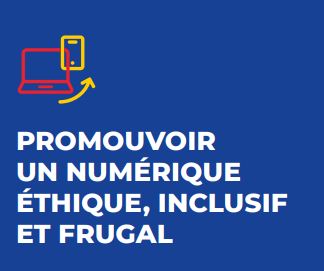 PROMOUVOIR
UN NUMÉRIQUE
ÉTHIQUE, INCLUSIF
ET FRUGAL